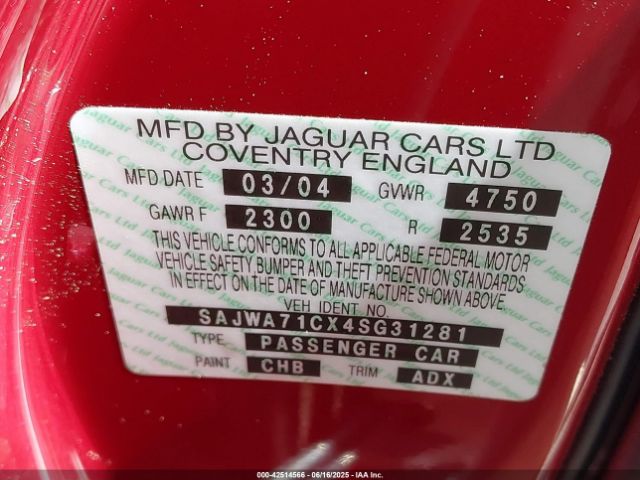 MFD BY JAGUAR CARS LTD
COVENTRY ENGLAND
MFD DATE 03/04 GVWR 4750
GAWR F 2300 R 2535
THIS VEHICLE CONFORMS TO ALL APPLICABLE FEDERAL MOTOR
VEHICLE SAFETY, BUMPER AND THEFT PREVENTION STANDARDS
IN EFFECT ON THE DATE OF MANUFACTURE SHOWN ABOVE.
VEH IDENT NO.
SAJWA71CX4SG31281
TYPE PASSENGER CAR
PAINT CHB TRIM ADX
000-42514566 06/16/2025 IAA Inc.